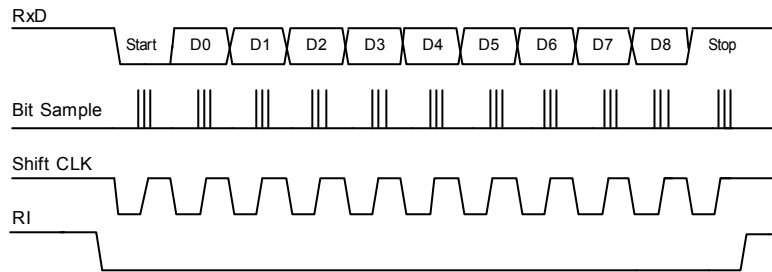 RxD
Start D0 D1 D2 D3 D4 D5 D6 D7 D8 Stop
Bit Sample
Shift CLK
RI